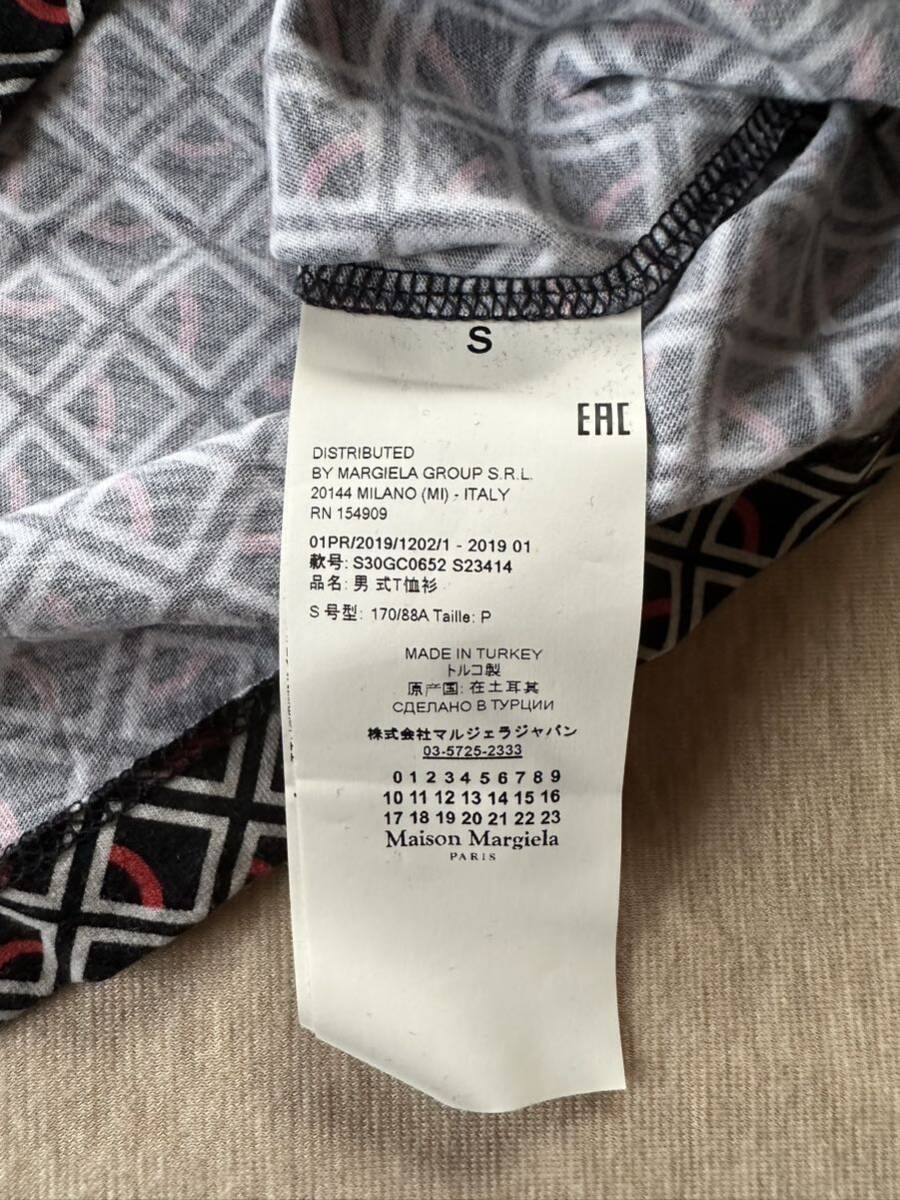 S
EAC
DISTRIBUTED
BY MARGIELA GROUP S.R.L.
20144 MILANO (MI) - ITALY
RN 154909
01PR/2019/1202/1 - 2019 01
款号: S30GC0652 S23414
品名: 男 式T恤衫
S 号型: 170/88A Taille: P
MADE IN TURKEY
トルコ製
原产国: 在土耳其
СДЕЛАНО В ТУРЦИИ
株式会社マルジェラジャパン
03-5725-2333
0 1 2 3 4 5 6 7 8 9
10 11 12 13 14 15 16
17 18 19 20 21 22 23
Maison Margiela
PARIS